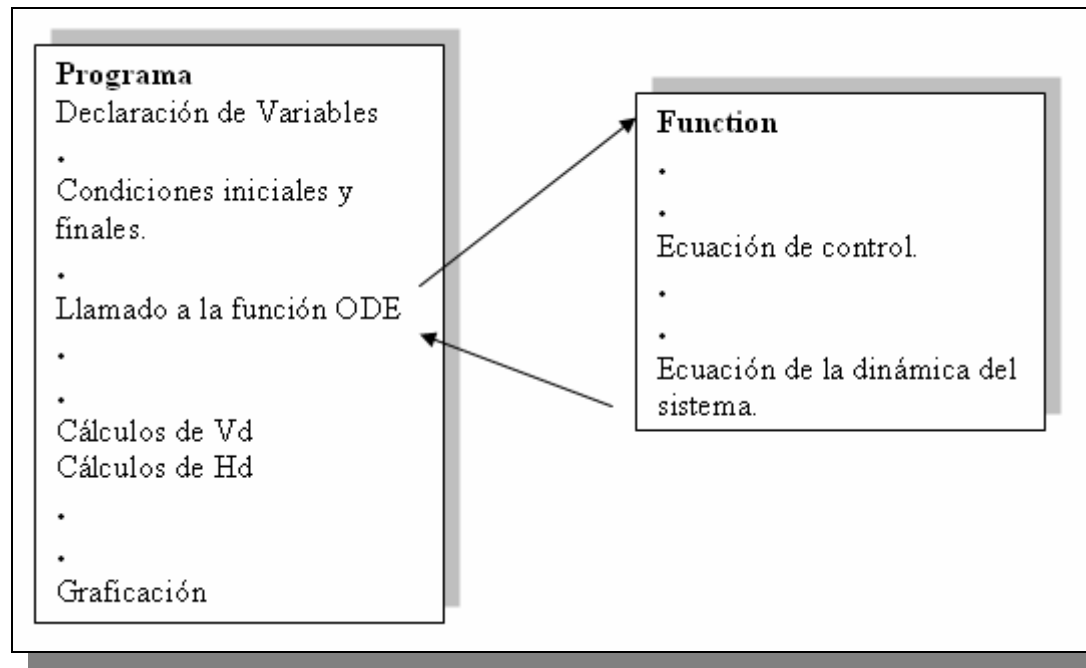 Programa
Declaración de Variables
.
Condiciones iniciales y
finales.
.
Llamado a la función ODE
.
.
Cálculos de Vd
Cálculos de Hd
.
.
Graficación
Function
.
.
Ecuación de control.
.
.
Ecuación de la dinámica del
sistema.